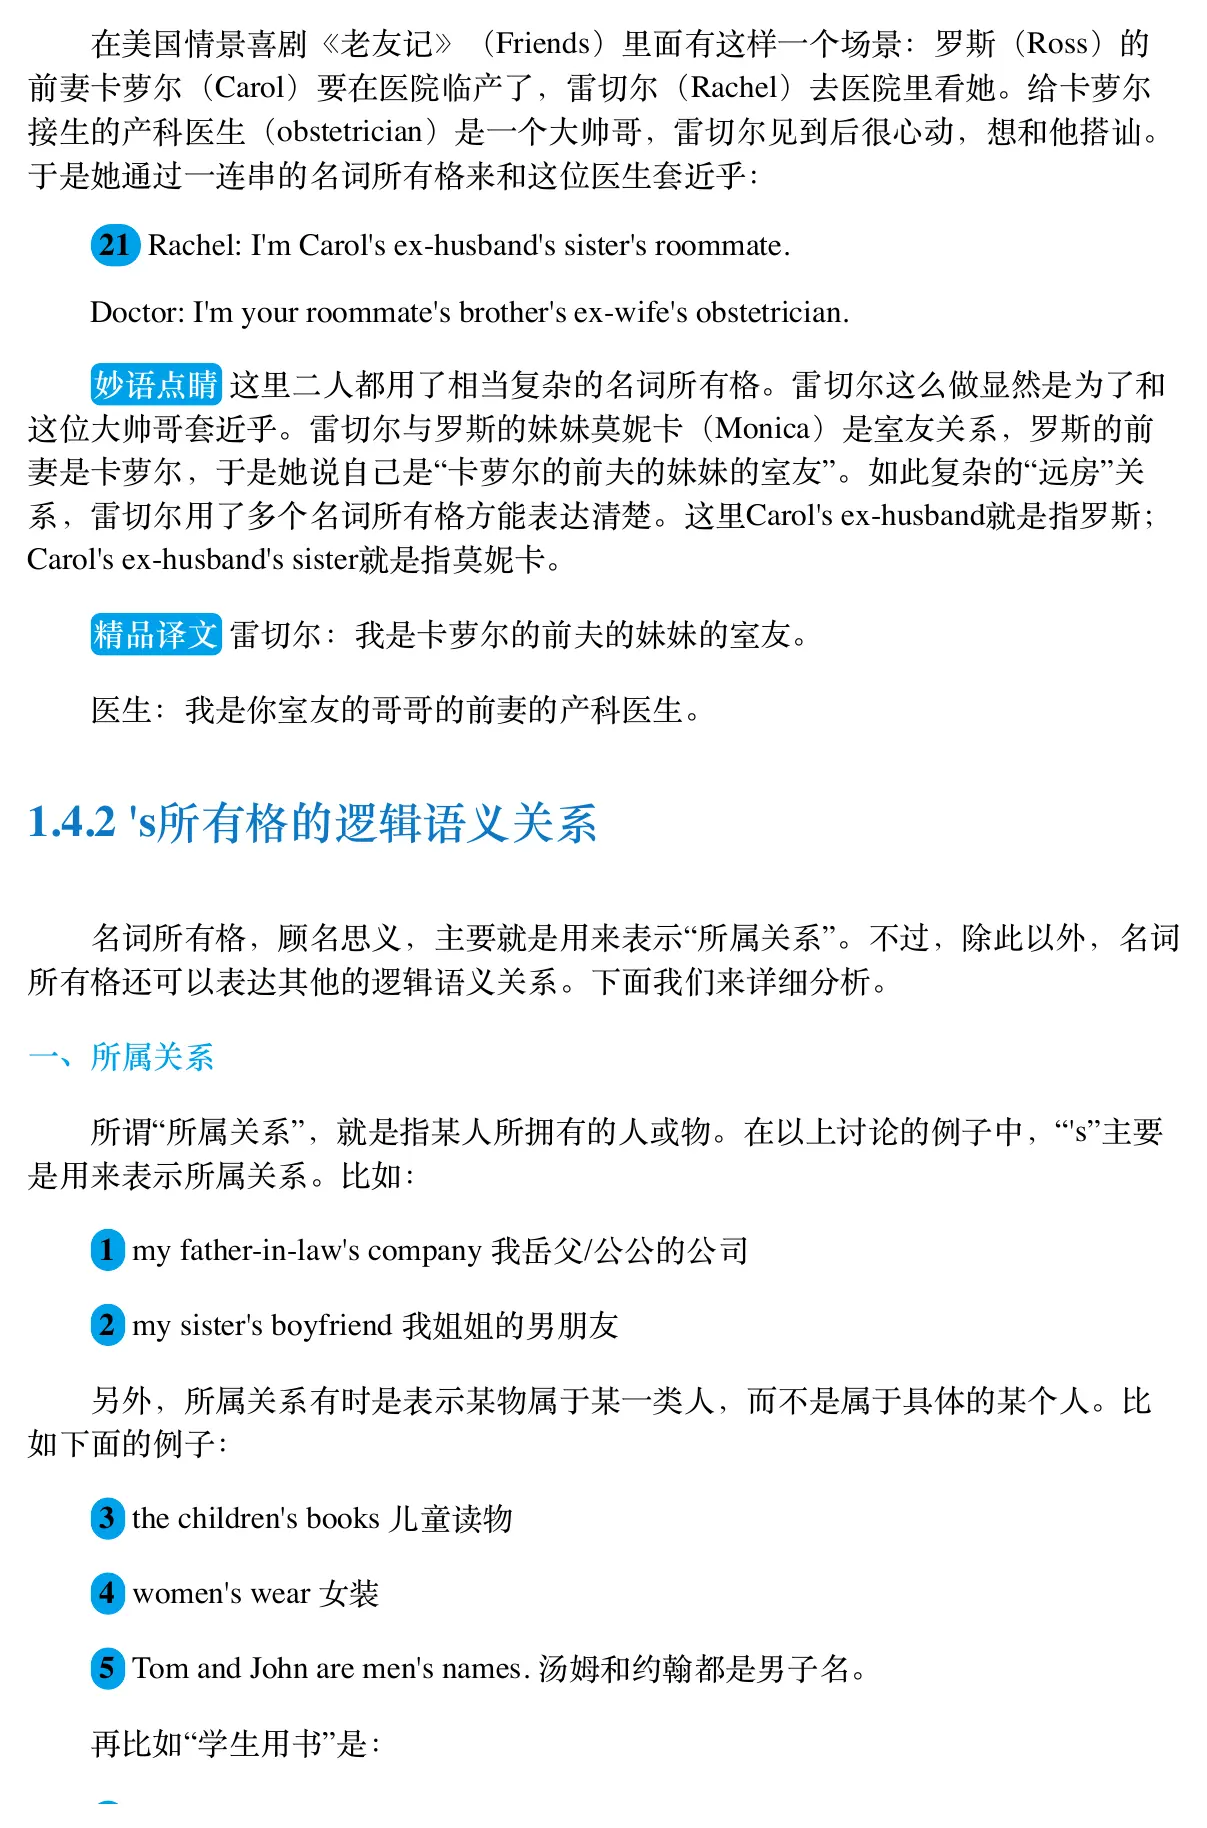 在美国情景喜剧《老友记》（Friends）里面有这样一个场景：罗斯（Ross）的
前妻卡萝尔（Carol）要在医院临产了，雷切尔（Rachel）去医院里看她。给卡萝尔
接生的产科医生（obstetrician）是一个大帅哥，雷切尔见到后很心动，想和他搭讪。
于是她通过一连串的名词所有格来和这位医生套近乎：
21 Rachel: I'm Carol's ex-husband's sister's roommate.
Doctor: I'm your roommate's brother's ex-wife's obstetrician.
妙语点睛 这里二人都用了相当复杂的名词所有格。雷切尔这么做显然是为了和
这位大帅哥套近乎。雷切尔与罗斯的妹妹莫妮卡（Monica）是室友关系，罗斯的前
妻是卡萝尔，于是她说自己是“卡萝尔的前夫的妹妹的室友”。如此复杂的“远房”关
系，雷切尔用了多个名词所有格方能表达清楚。这里Carol's ex-husband就是指罗斯；
Carol's ex-husband's sister就是指莫妮卡。
精品译文 雷切尔：我是卡萝尔的前夫的妹妹的室友。
医生：我是你室友的哥哥的前妻的产科医生。
1.4.2 's所有格的逻辑语义关系
名词所有格，顾名思义，主要就是用来表示“所属关系”。不过，除此以外，名词
所有格还可以表达其他的逻辑语义关系。下面我们来详细分析。
一、所属关系
所谓“所属关系”，就是指某人所拥有的人或物。在以上讨论的例子中，“'s”主要
是用来表示所属关系。比如：
1 my father-in-law's company 我岳父/公公的公司
2 my sister's boyfriend 我姐姐的男朋友
另外，所属关系有时是表示某物属于某一类人，而不是属于具体的某个人。比
如下面的例子：
3 the children's books 儿童读物
4 women's wear 女装
5 Tom and John are men's names. 汤姆和约翰都是男子名。
再比如“学生用书”是：